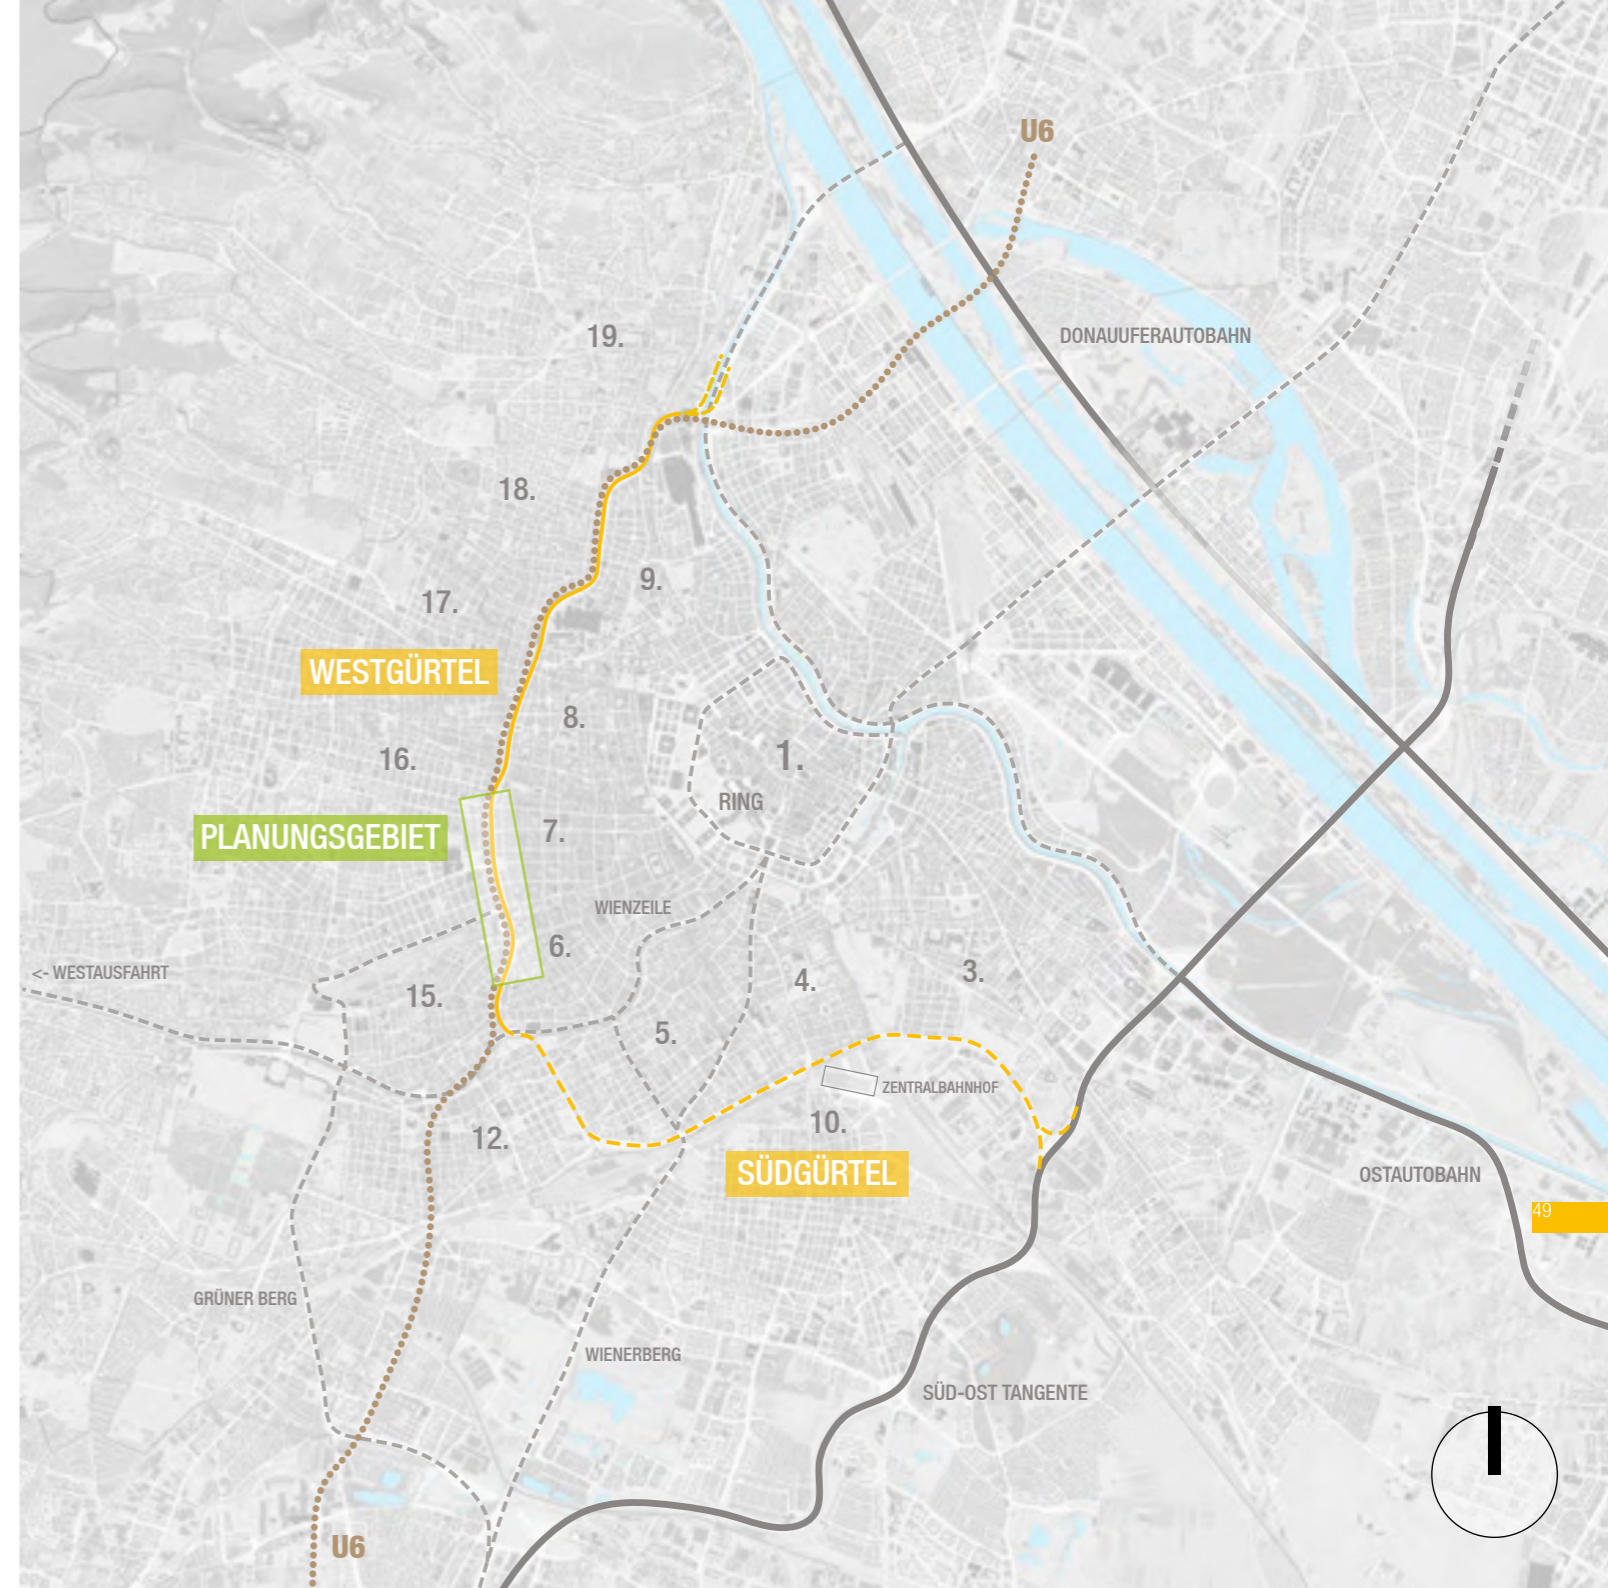 U6
19.
DONAUUFERAUTOBAHN
18.
9.
17.
WESTGÜRTEL
8.
16.
1.
RING
PLANUNGSGEBIET
7.
WIENZEILE
6.
<- WESTAUSFAHRT
15.
4.
3.
5.
ZENTRALBAHNHOF
12.
10.
SÜDGÜRTEL
OSTAUTOBAHN
49
GRÜNER BERG
WIENERBERG
SÜD-OST TANGENTE
U6